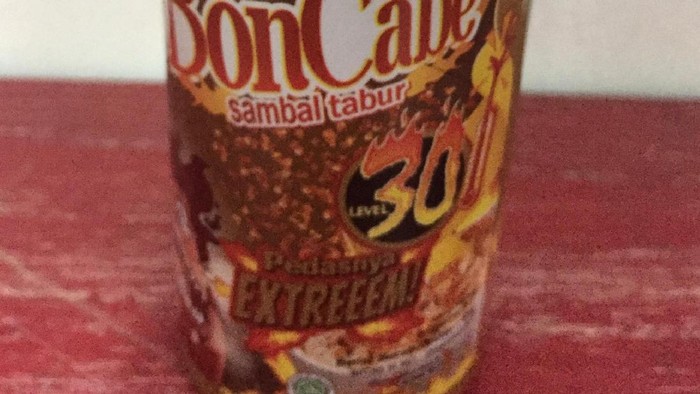 BonCabe
sambal tabur
LEVEL 30
Pedasnya
EXTREEEM!